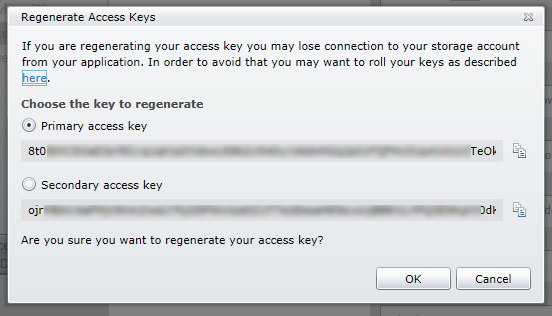 Regenerate Access Keys
If you are regenerating your access key you may lose connection to your storage account
from your application. In order to avoid that you may want to roll your keys as described
here.
Choose the key to regenerate
Primary access key
8t0
TeOk
Secondary access key
ojr
0dH
Are you sure you want to regenerate your access key?
OK
Cancel